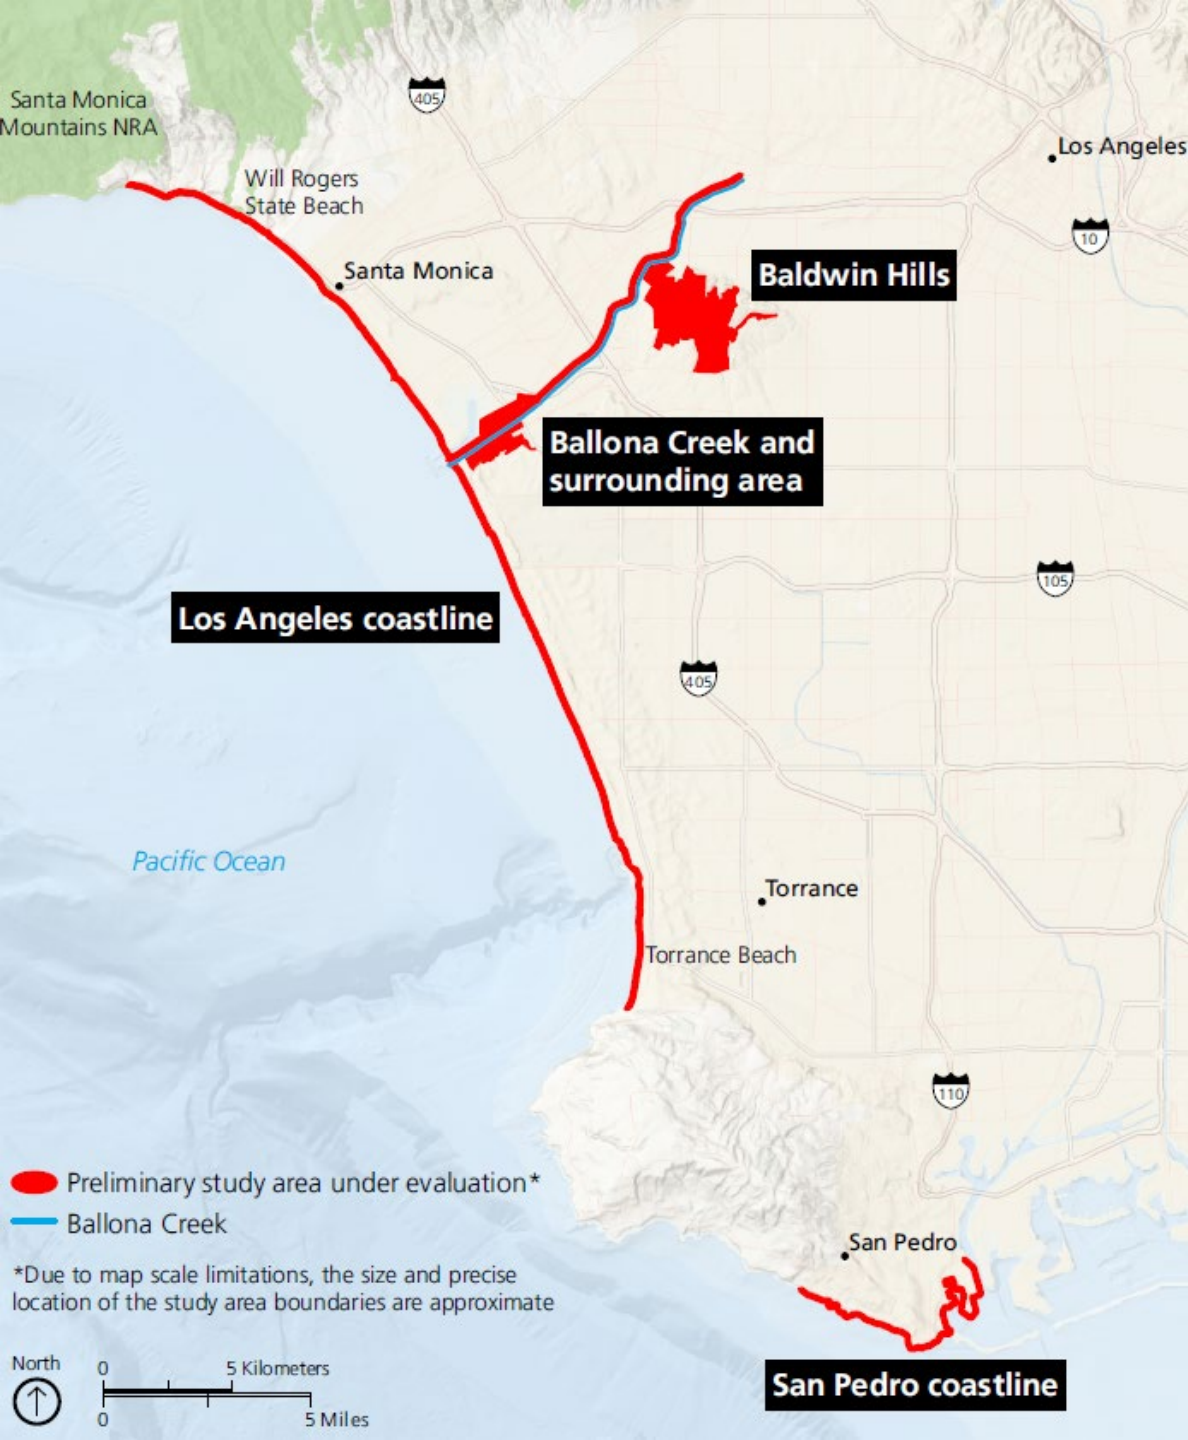 405
Santa Monica
Mountains NRA
Los Angeles
Will Rogers
State Beach
10
Santa Monica
Baldwin Hills
Ballona Creek and
surrounding area
105
Los Angeles coastline
405
Pacific Ocean
Torrance
Torrance Beach
110
Preliminary study area under evaluation*
Ballona Creek
San Pedro
*Due to map scale limitations, the size and precise
location of the study area boundaries are approximate
North
0 5 Kilometers
0 5 Miles
San Pedro coastline